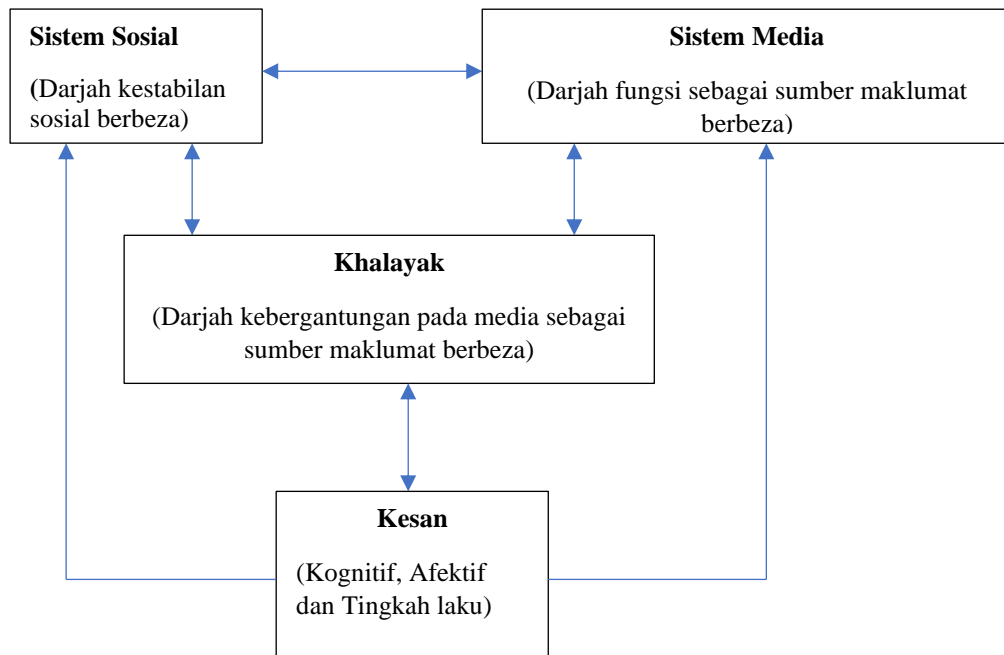 Sistem Sosial
(Darjah kestabilan
sosial berbeza)
Sistem Media
(Darjah fungsi sebagai sumber maklumat
berbeza)
Khalayak
(Darjah kebergantungan pada media sebagai
sumber maklumat berbeza)
Kesan
(Kognitif, Afektif
dan Tingkah laku)